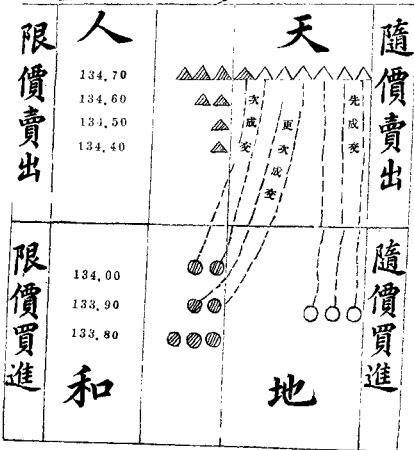 隨價賣出
天
人
限價賣出
134.70
134.60
134.50
134.40
先成交
更次成交
次成交
隨價買進
地
和
限價買進
134.00
133.90
133.80